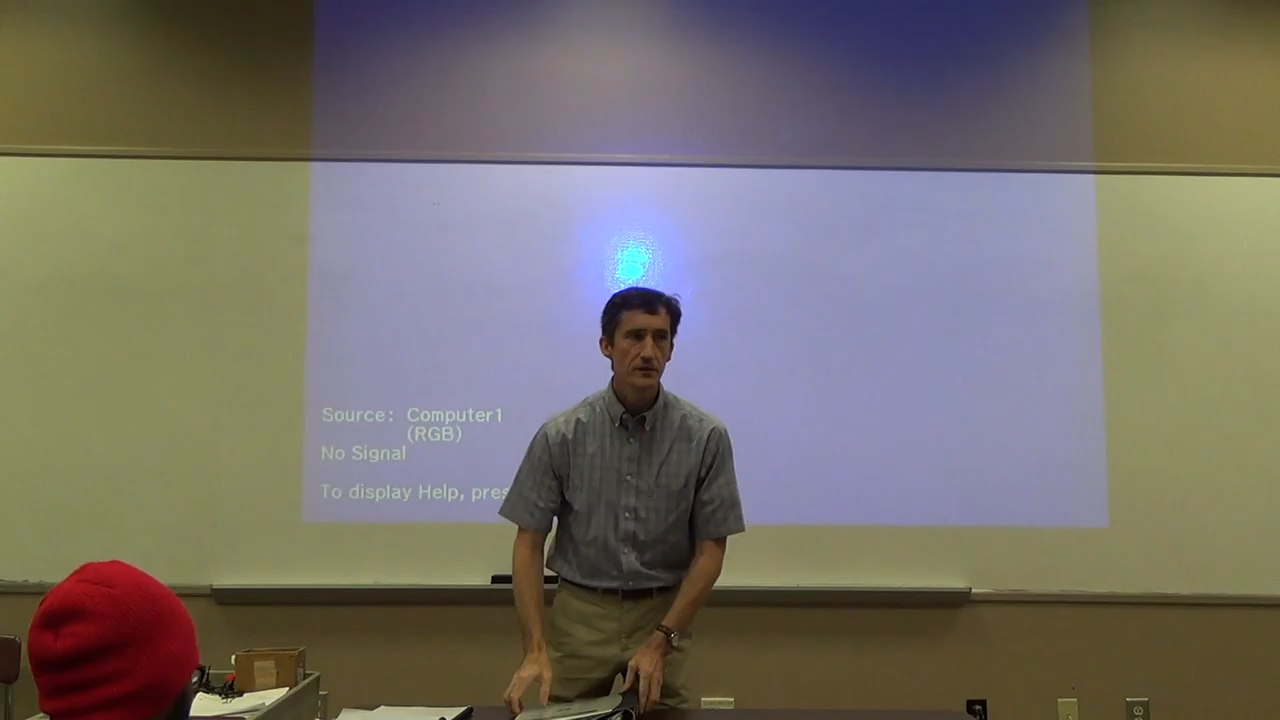 Source: Computer1
(RGB)
No Signal
To display Help, pres